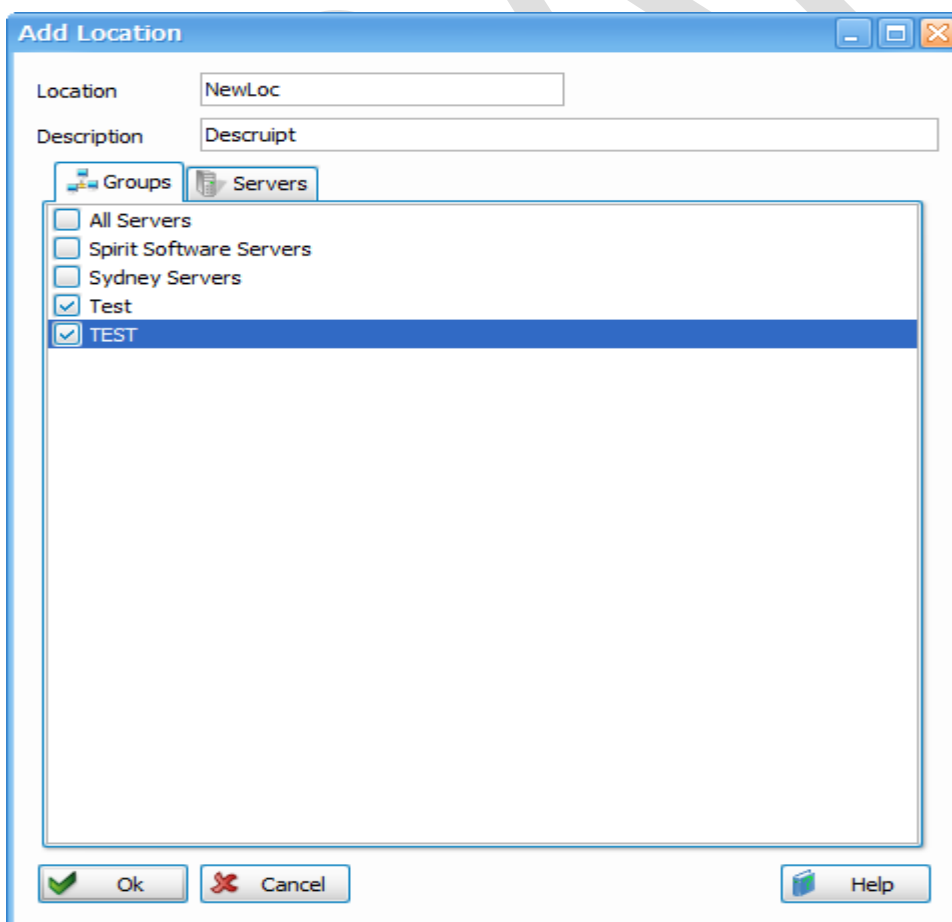 Add Location
Location NewLoc
Description Descruipt
Groups Servers
All Servers
Spirit Software Servers
Sydney Servers
Test
TEST
Ok Cancel Help